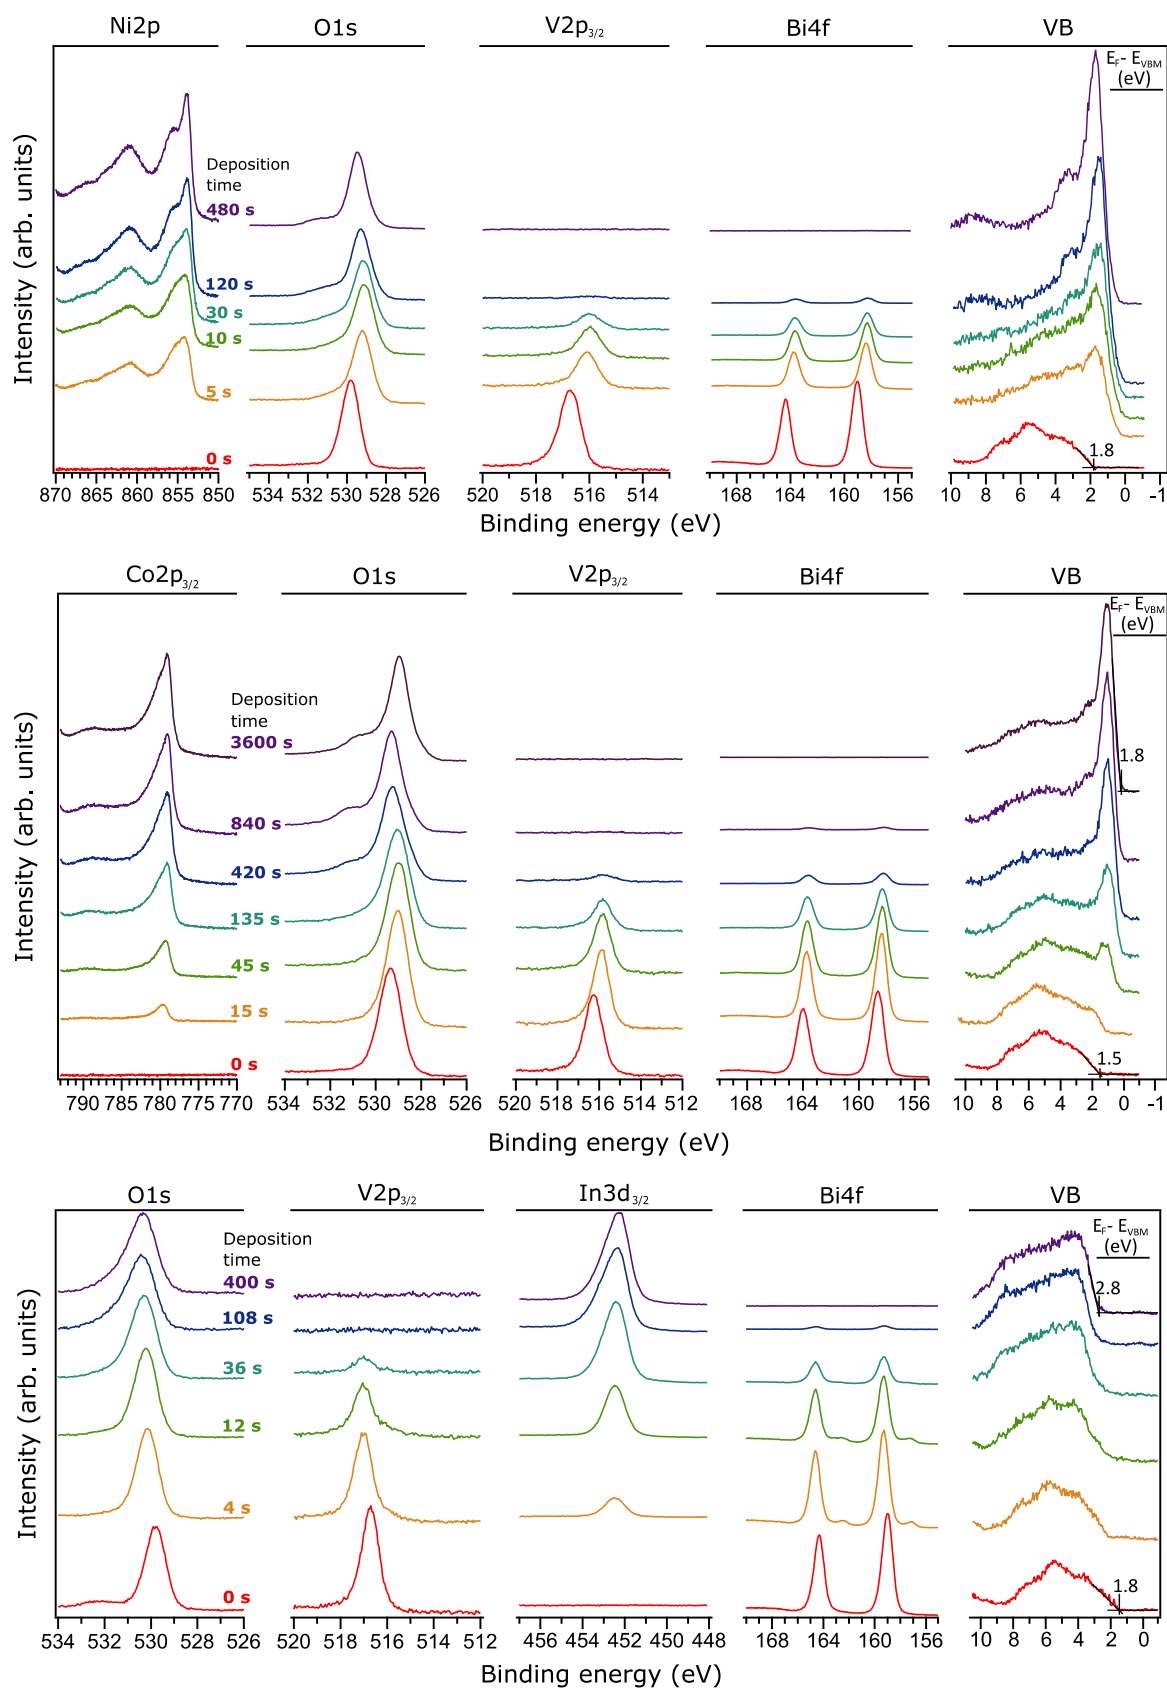 Ni2p O1s V2p3/2 Bi4f VB
EF- EVBM
(eV)
Deposition
time
480 s
120 s
30 s
10 s
5 s
0 s
1.8
Intensity (arb. units)
870 865 860 855 850 534 532 530 528 526 520 518 516 514 168 164 160 156 10 8 6 4 2 0 -1
Binding energy (eV)
Co2p3/2 O1s V2p3/2 Bi4f VB
EF- EVBM
(eV)
Deposition
time
3600 s
1.8
840 s
420 s
135 s
45 s
15 s
0 s
1.5
Intensity (arb. units)
790 785 780 775 770 534 532 530 528 526 520 518 516 514 512 168 164 160 156 10 8 6 4 2 0 -1
Binding energy (eV)
O1s V2p3/2 In3d3/2 Bi4f VB
Deposition
time
EF- EVBM
(eV)
400 s
2.8
108 s
36 s
12 s
4 s
0 s
1.8
Intensity (arb. units)
534 532 530 528 526 520 518 516 514 512 456 454 452 450 448 168 164 160 156 10 8 6 4 2 0
Binding energy (eV)